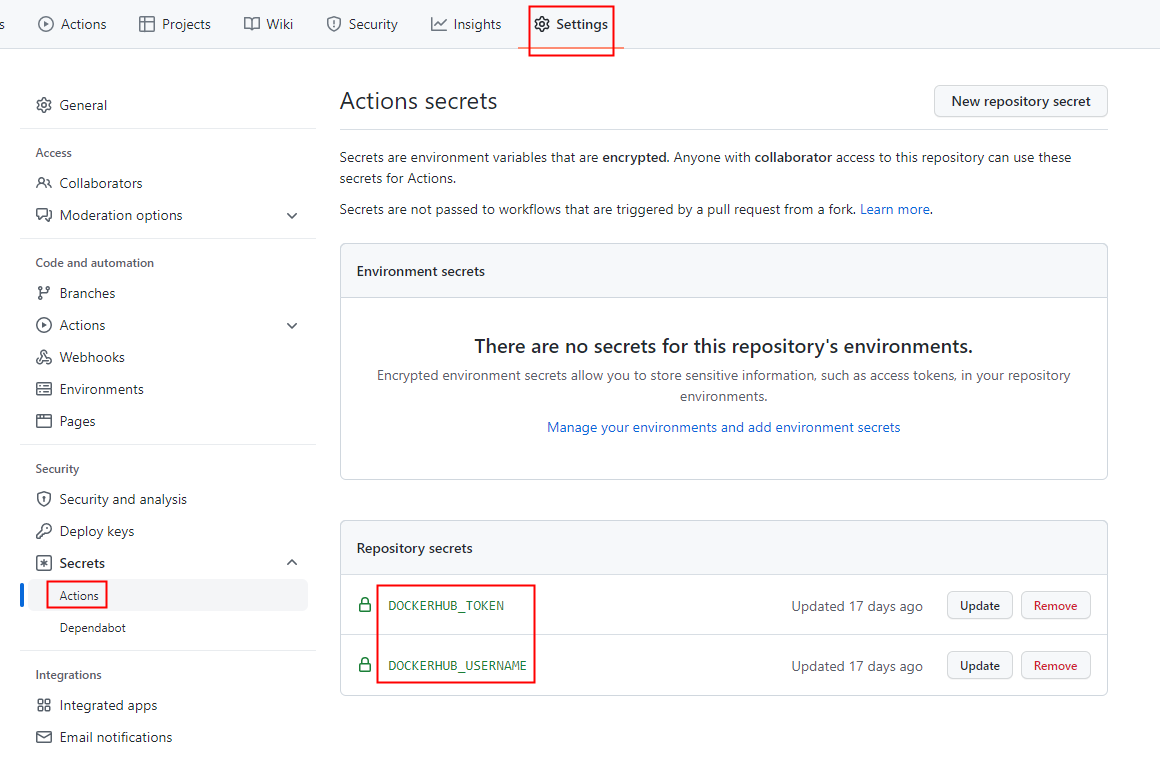 s Actions Projects Wiki Security Insights Settings
General
Access
Collaborators
Moderation options
Code and automation
Branches
Actions
Webhooks
Environments
Pages
Security
Security and analysis
Deploy keys
Secrets
Actions
Dependabot
Integrations
Integrated apps
Email notifications
Actions secrets
New repository secret
Secrets are environment variables that are encrypted. Anyone with collaborator access to this repository can use these
secrets for Actions.
Secrets are not passed to workflows that are triggered by a pull request from a fork. Learn more.
Environment secrets
There are no secrets for this repository's environments.
Encrypted environment secrets allow you to store sensitive information, such as access tokens, in your repository
environments.
Manage your environments and add environment secrets
Repository secrets
DOCKERHUB_TOKEN Updated 17 days ago Update Remove
DOCKERHUB_USERNAME Updated 17 days ago Update Remove